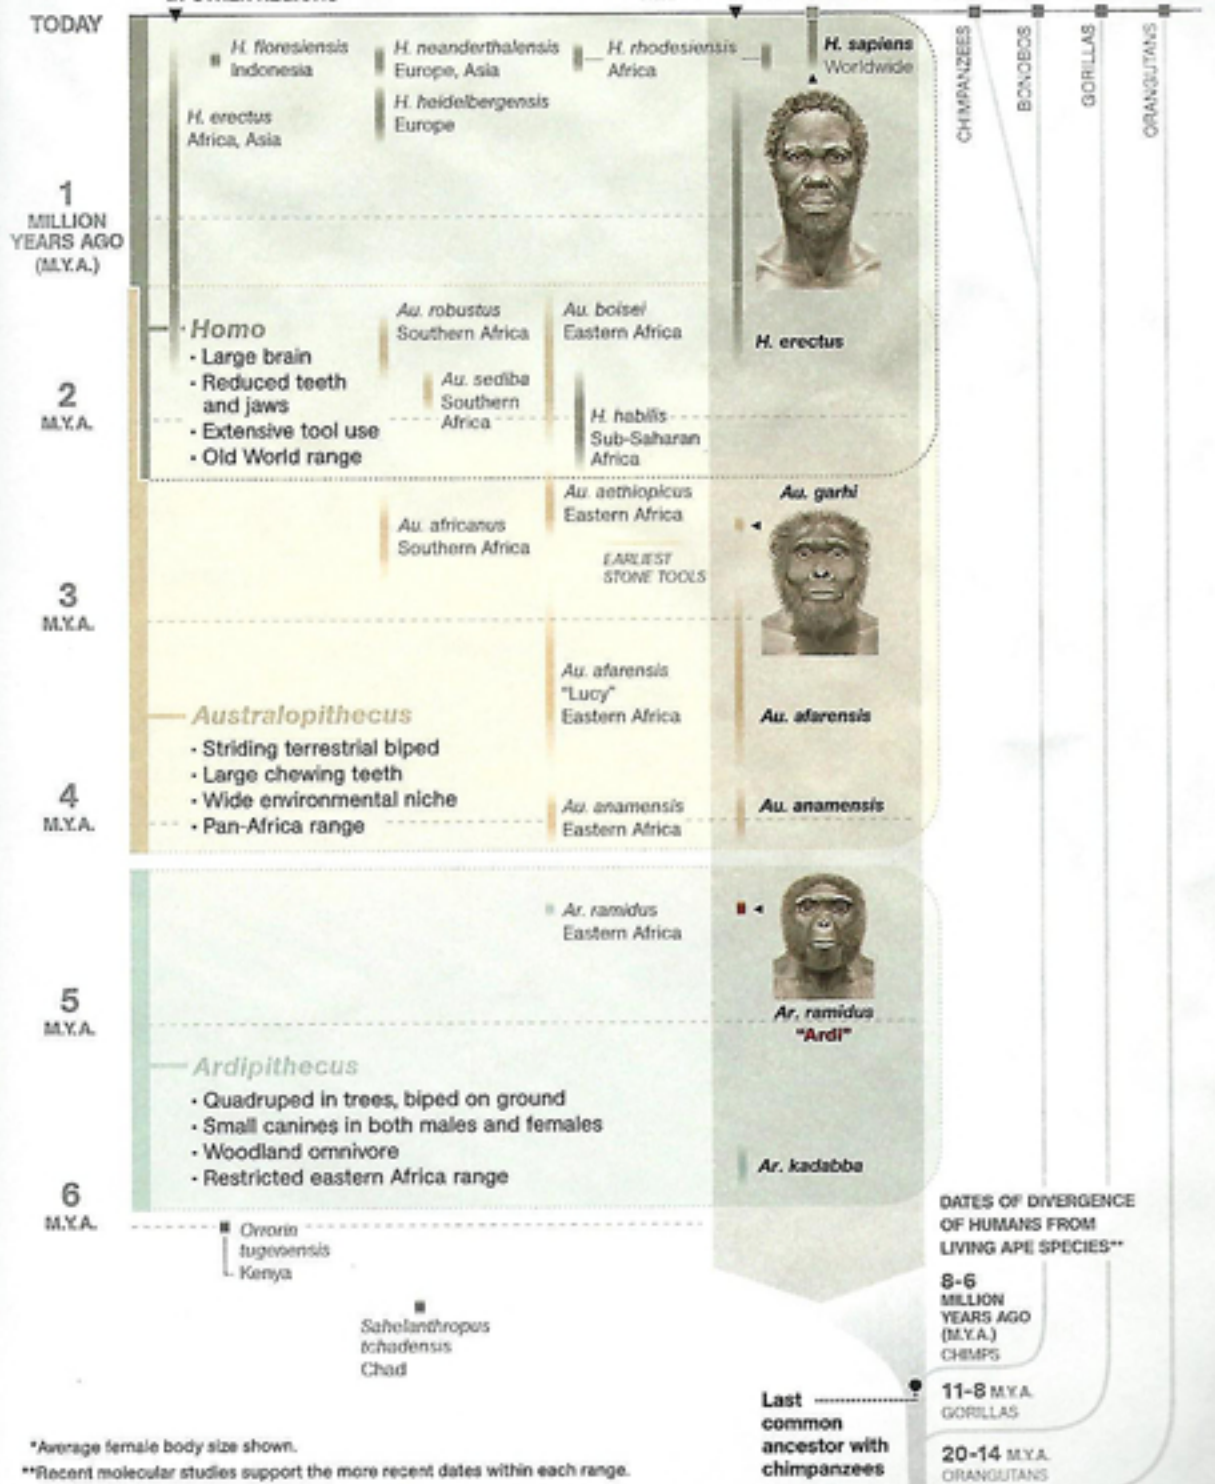 TODAY
H. floresiensis
Indonesia
H. neanderthalensis
Europe, Asia
H. rhodesiensis
Africa
H. sapiens
Worldwide
CHIMPANZEES
BONOBOS
GORILLAS
ORANGUTANS
H. heidelbergensis
Europe
H. erectus
Africa, Asia
1
MILLION
YEARS AGO
(M.Y.A.)
Homo
· Large brain
· Reduced teeth
and jaws
· Extensive tool use
· Old World range
Au. robustus
Southern Africa
Au. boisei
Eastern Africa
H. erectus
Au. sediba
Southern
Africa
2
M.Y.A.
H. habilis
Sub-Saharan
Africa
Au. aethiopicus
Eastern Africa
Au. garhi
Au. africanus
Southern Africa
EARLIEST
STONE TOOLS
3
M.Y.A.
Au. afarensis
"Lucy"
Eastern Africa
Au. afarensis
Australopithecus
· Striding terrestrial biped
· Large chewing teeth
· Wide environmental niche
· Pan-Africa range
4
M.Y.A.
Au. anamensis
Eastern Africa
Au. anamensis
Ar. ramidus
Eastern Africa
Ar. ramidus
"Ardi"
5
M.Y.A.
Ardipithecus
· Quadruped in trees, biped on ground
· Small canines in both males and females
· Woodland omnivore
· Restricted eastern Africa range
Ar. kadabba
6
M.Y.A.
Orrorin
tugenensis
Kenya
Sahelanthropus
tchadensis
Chad
DATES OF DIVERGENCE
OF HUMANS FROM
LIVING APE SPECIES**
8-6
MILLION
YEARS AGO
(M.Y.A.)
CHIMPS
11-8 M.Y.A.
GORILLAS
20-14 M.Y.A.
ORANGUTANS
Last
common
ancestor with
chimpanzees
*Average female body size shown.
**Recent molecular studies support the more recent dates within each range.